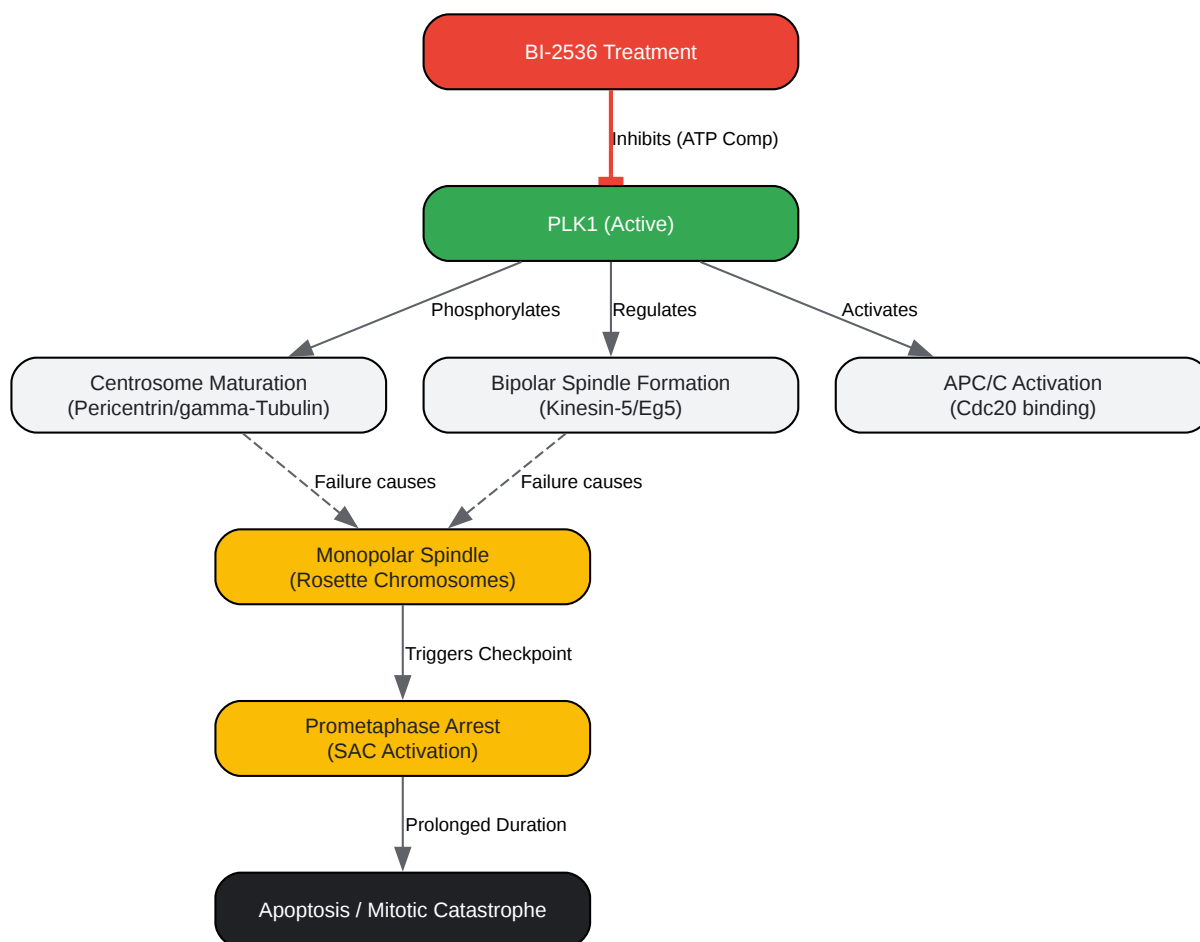 BI-2536 Treatment
Inhibits (ATP Comp)
PLK1 (Active)
Phosphorylates
Regulates
Activates
Centrosome Maturation
(Pericentrin/gamma-Tubulin)
Bipolar Spindle Formation
(Kinesin-5/Eg5)
APC/C Activation
(Cdc20 binding)
Failure causes
Failure causes
Monopolar Spindle
(Rosette Chromosomes)
Triggers Checkpoint
Prometaphase Arrest
(SAC Activation)
Prolonged Duration
Apoptosis / Mitotic Catastrophe